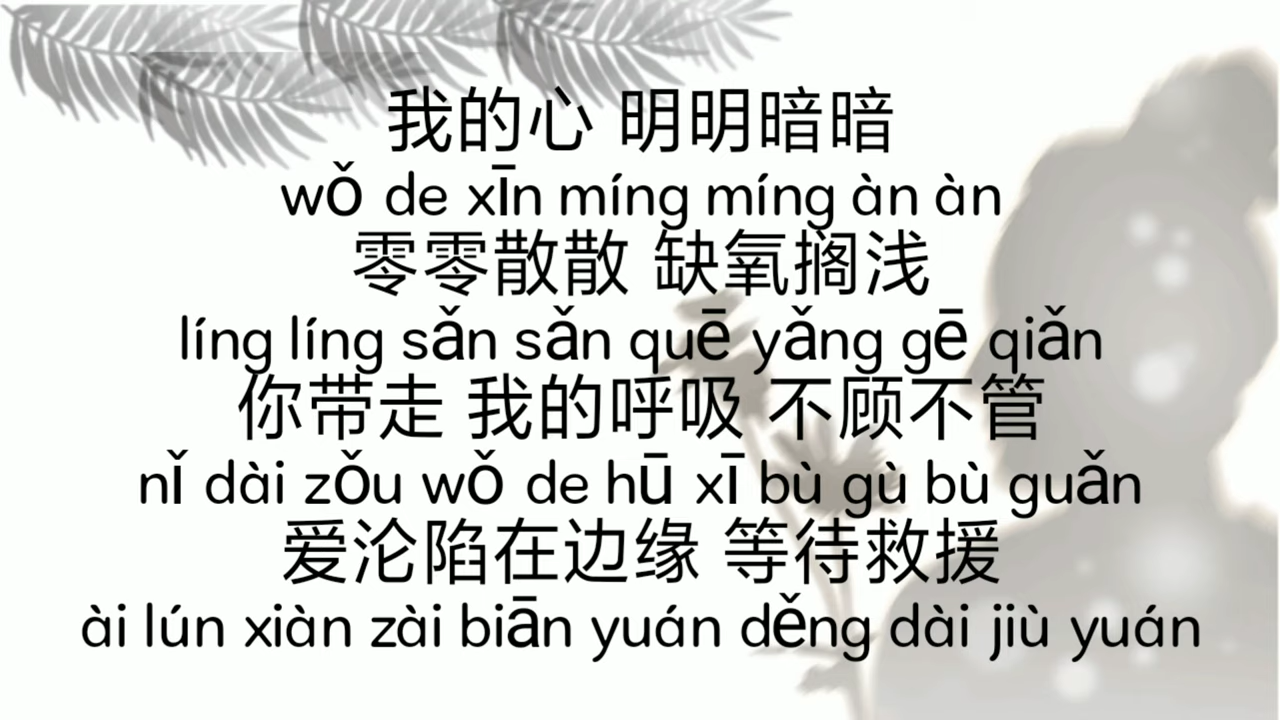 我的心 明明暗暗
wǒ de xīn míng míng àn àn
零零散散 缺氧搁浅
líng líng sǎn sǎn quē yǎng gē qiǎn
你带走 我的呼吸 不顾不管
nǐ dài zǒu wǒ de hū xī bù gù bù guǎn
爱沦陷在边缘 等待救援
ài lún xiàn zài biān yuán děng dài jiù yuán